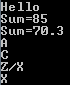 Hello
Sum=85
Sum=70.3
A
C
Z/X
X